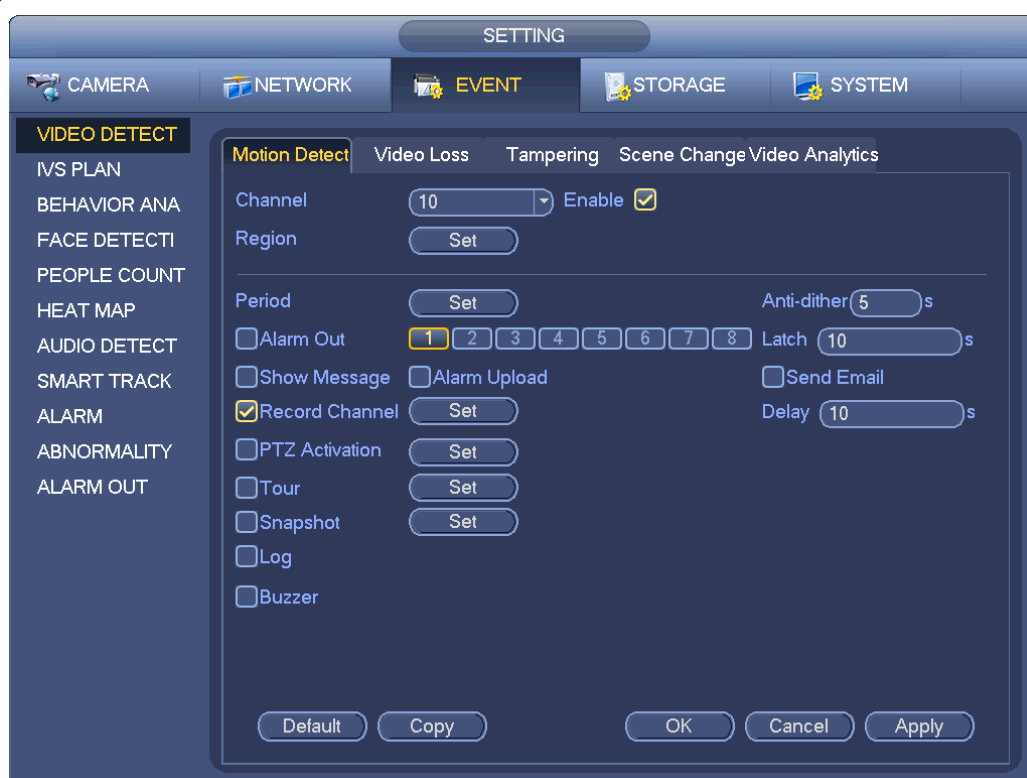 SETTING
CAMERA NETWORK EVENT STORAGE SYSTEM
VIDEO DETECT
IVS PLAN
BEHAVIOR ANA
FACE DETECTI
PEOPLE COUNT
HEAT MAP
AUDIO DETECT
SMART TRACK
ALARM
ABNORMALITY
ALARM OUT
Motion Detect Video Loss Tampering Scene Change Video Analytics
Channel 10 Enable
Region Set
Period Set Anti-dither 5 s
Alarm Out 1 2 3 4 5 6 7 8 Latch 10 s
Show Message Alarm Upload Send Email
Record Channel Set Delay 10 s
PTZ Activation Set
Tour Set
Snapshot Set
Log
Buzzer
Default Copy OK Cancel Apply